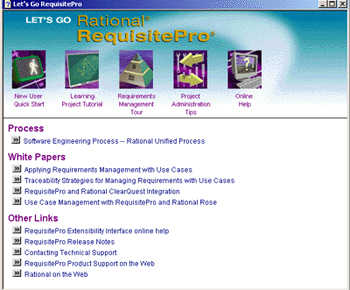 Let's Go RequisitePro
LET'S GO Rational®
RequisitePro®
New User
Quick Start
Learning
Project Tutorial
Requirements
Management
Tour
Project
Administration
Tips
Online
Help
Process
Software Engineering Process -- Rational Unified Process
White Papers
Applying Requirements Management with Use Cases
Traceability Strategies for Managing Requirements with Use Cases
RequisitePro and Rational ClearQuest Integration
Use Case Management with RequisitePro and Rational Rose
Other Links
RequisitePro Extensibility Interface online help
RequisitePro Release Notes
Contacting Technical Support
RequisitePro Product Support on the Web
Rational on the Web